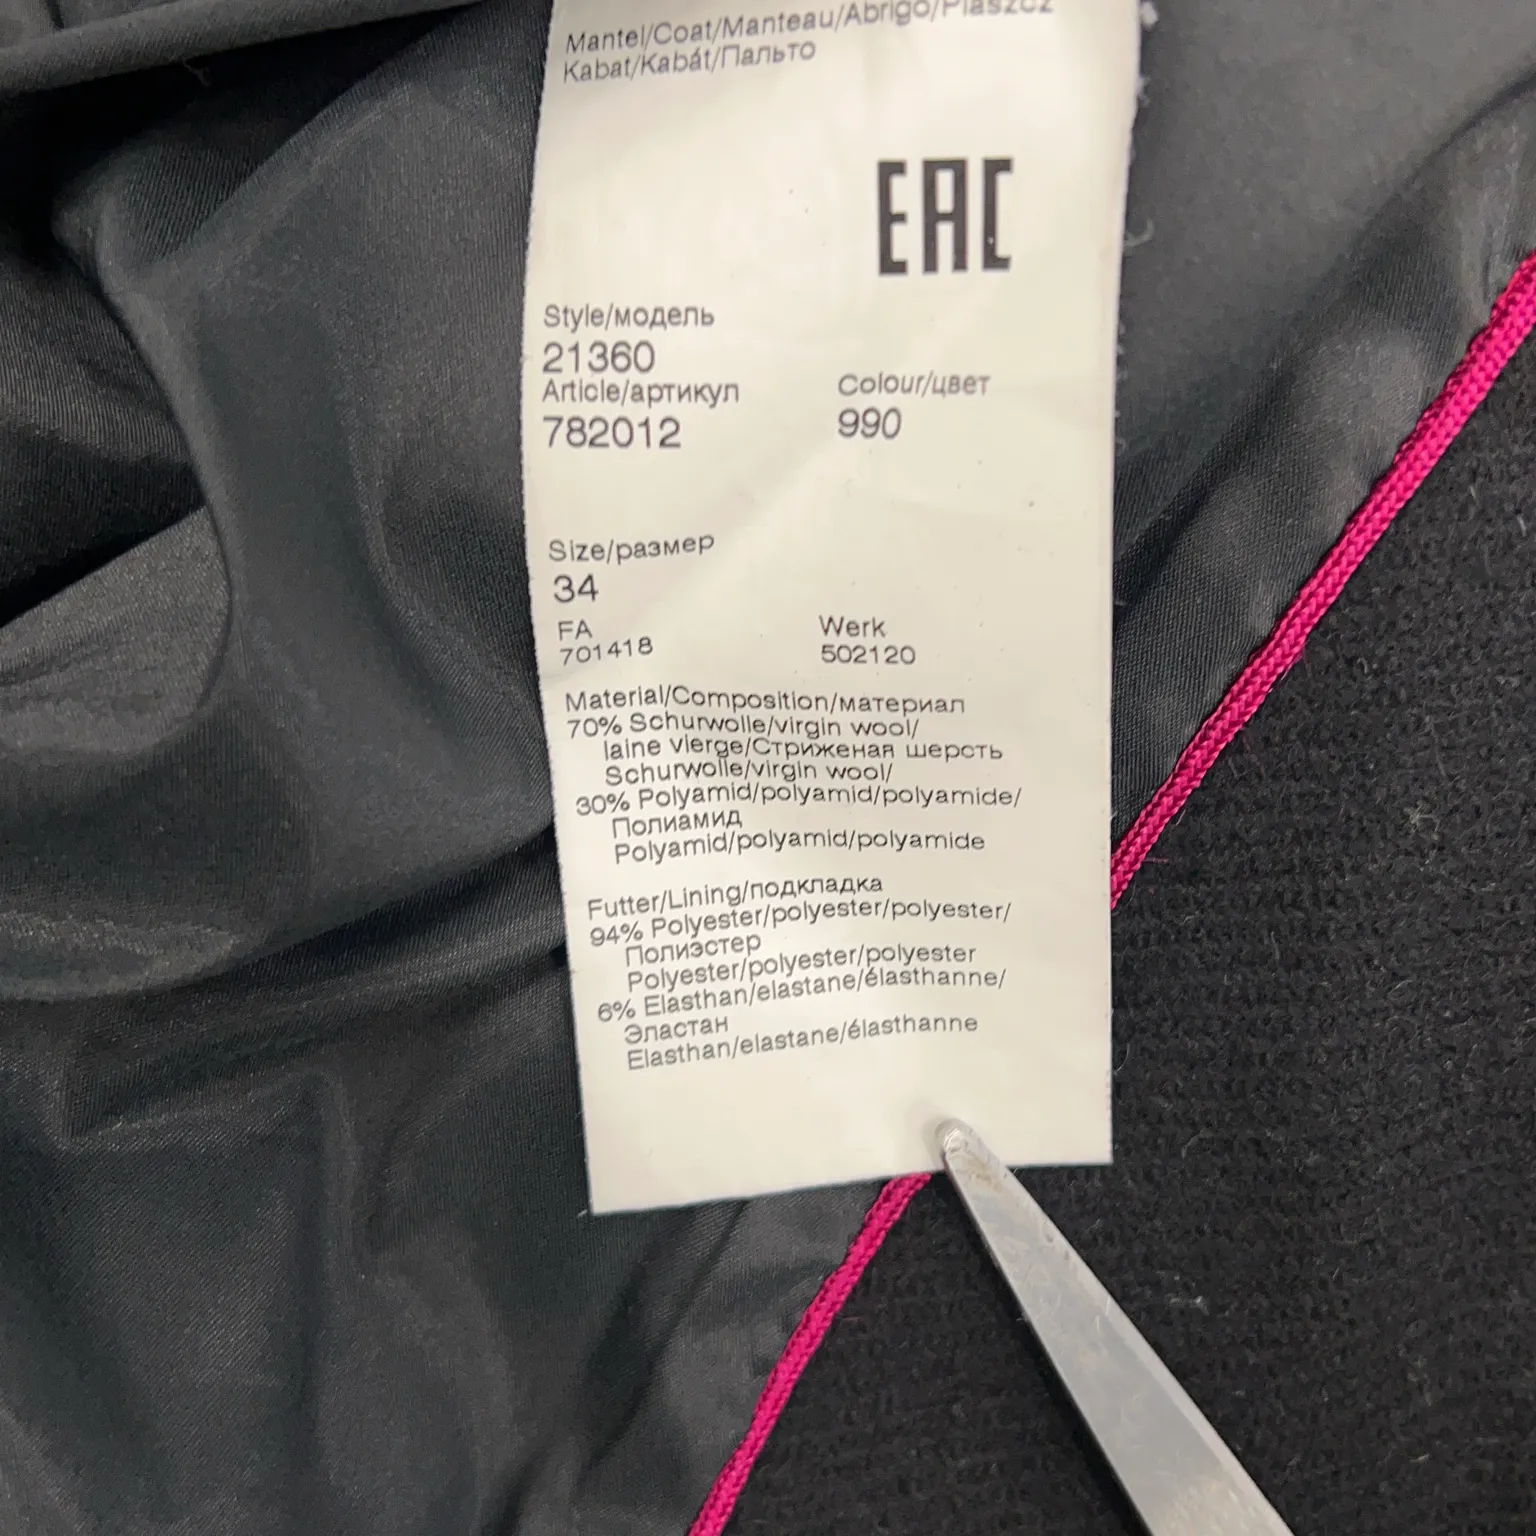 Mantel/Coat/Manteau/Abrigo/Plaszcz
Kabat/Kabát/Пальто
EAC
Style/модель
21360
Article/артикул
Colour/цвет
782012
990
Size/размер
34
FA
Werk
701418
502120
Material/Composition/материал
70% Schurwolle/virgin wool/
laine vierge/Стриженая шерсть
Schurwolle/virgin wool/
30% Polyamid/polyamid/polyamide/
Полиамид
Polyamid/polyamid/polyamide
Futter/Lining/подкладка
94% Polyester/polyester/polyester/
Полиэстер
Polyester/polyester/polyester
6% Elasthan/elastane/élasthanne/
Эластан
Elasthan/elastane/élasthanne